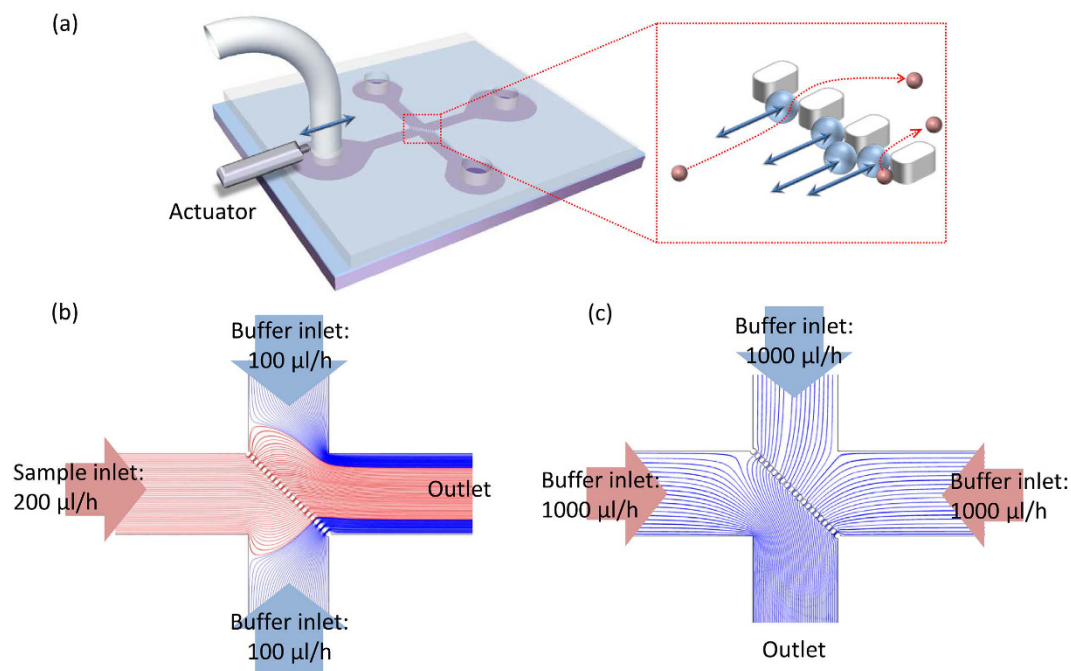 (a)
Actuator
(b)
Buffer inlet:
100 µl/h
Sample inlet:
200 µl/h
Outlet
Buffer inlet:
100 µl/h
(c)
Buffer inlet:
1000 µl/h
Buffer inlet:
1000 µl/h
Buffer inlet:
1000 µl/h
Outlet